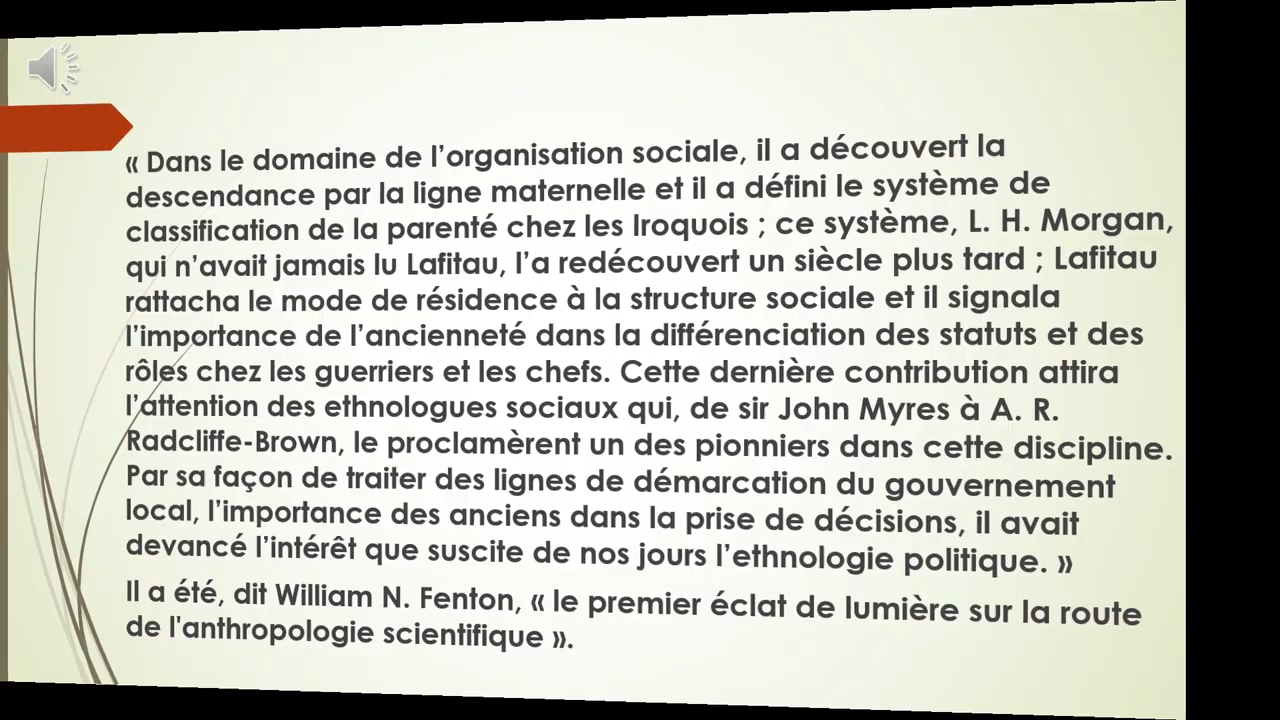 « Dans le domaine de l’organisation sociale, il a découvert la
descendance par la ligne maternelle et il a défini le système de
classification de la parenté chez les Iroquois ; ce système, L. H. Morgan,
qui n’avait jamais lu Lafitau, l’a redécouvert un siècle plus tard ; Lafitau
rattacha le mode de résidence à la structure sociale et il signala
l’importance de l’ancienneté dans la différenciation des statuts et des
rôles chez les guerriers et les chefs. Cette dernière contribution attira
l’attention des ethnologues sociaux qui, de sir John Myres à A. R.
Radcliffe-Brown, le proclamèrent un des pionniers dans cette discipline.
Par sa façon de traiter des lignes de démarcation du gouvernement
local, l’importance des anciens dans la prise de décisions, il avait
devancé l’intérêt que suscite de nos jours l’ethnologie politique. »
Il a été, dit William N. Fenton, « le premier éclat de lumière sur la route
de l'anthropologie scientifique ».